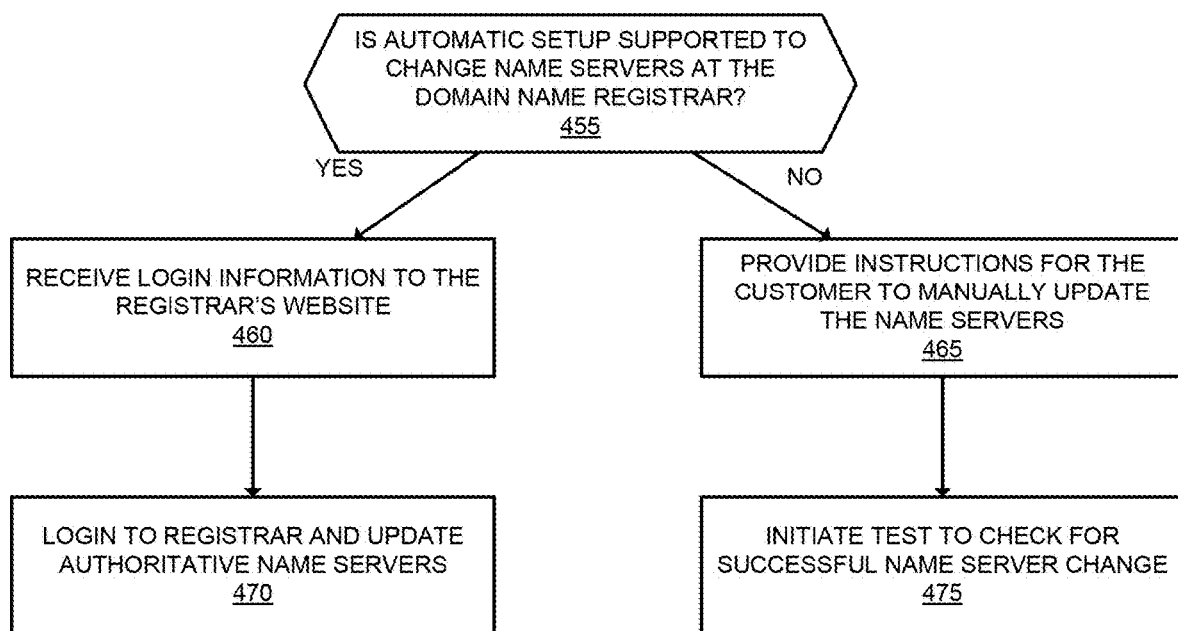 IS AUTOMATIC SETUP SUPPORTED TO
CHANGE NAME SERVERS AT THE
DOMAIN NAME REGISTRAR?
455
YES
NO
RECEIVE LOGIN INFORMATION TO THE
REGISTRAR'S WEBSITE
460
PROVIDE INSTRUCTIONS FOR THE
CUSTOMER TO MANUALLY UPDATE
THE NAME SERVERS
465
LOGIN TO REGISTRAR AND UPDATE
AUTHORITATIVE NAME SERVERS
470
INITIATE TEST TO CHECK FOR
SUCCESSFUL NAME SERVER CHANGE
475